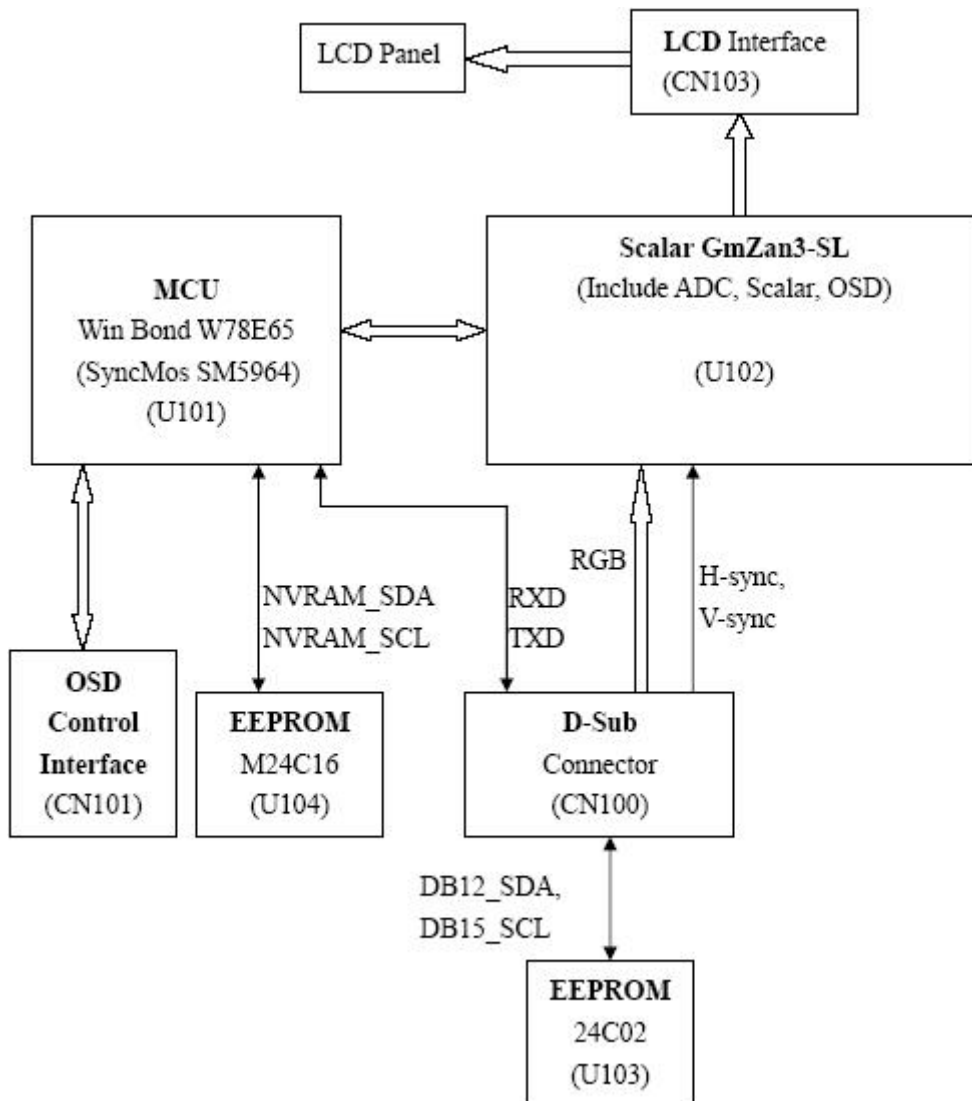 LCD Panel
LCD Interface
(CN103)
MCU
Win Bond W78E65
(SyncMos SM5964)
(U101)
Scalar GmZan3-SL
(Include ADC, Scalar, OSD)
(U102)
NVRAM_SDA
NVRAM_SCL
RXD
TXD
RGB
H-sync,
V-sync
OSD
Control
Interface
(CN101)
EEPROM
M24C16
(U104)
D-Sub
Connector
(CN100)
DB12_SDA,
DB15_SCL
EEPROM
24C02
(U103)